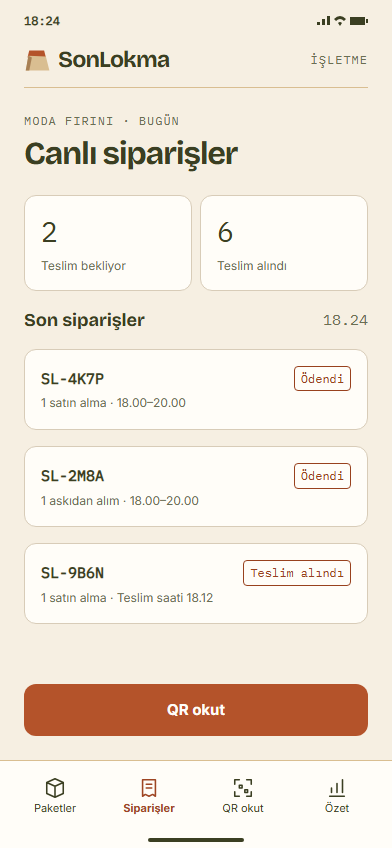 18:24
SonLokma
İŞLETME
MODA FIRINI · BUGÜN
Canlı siparişler
2
Teslim bekliyor
6
Teslim alındı
Son siparişler
18.24
SL-4K7P
Ödendi
1 satın alma · 18.00–20.00
SL-2M8A
Ödendi
1 askıdan alım · 18.00–20.00
SL-9B6N
Teslim alındı
1 satın alma · Teslim saati 18.12
QR okut
Paketler
Siparişler
QR okut
Özet